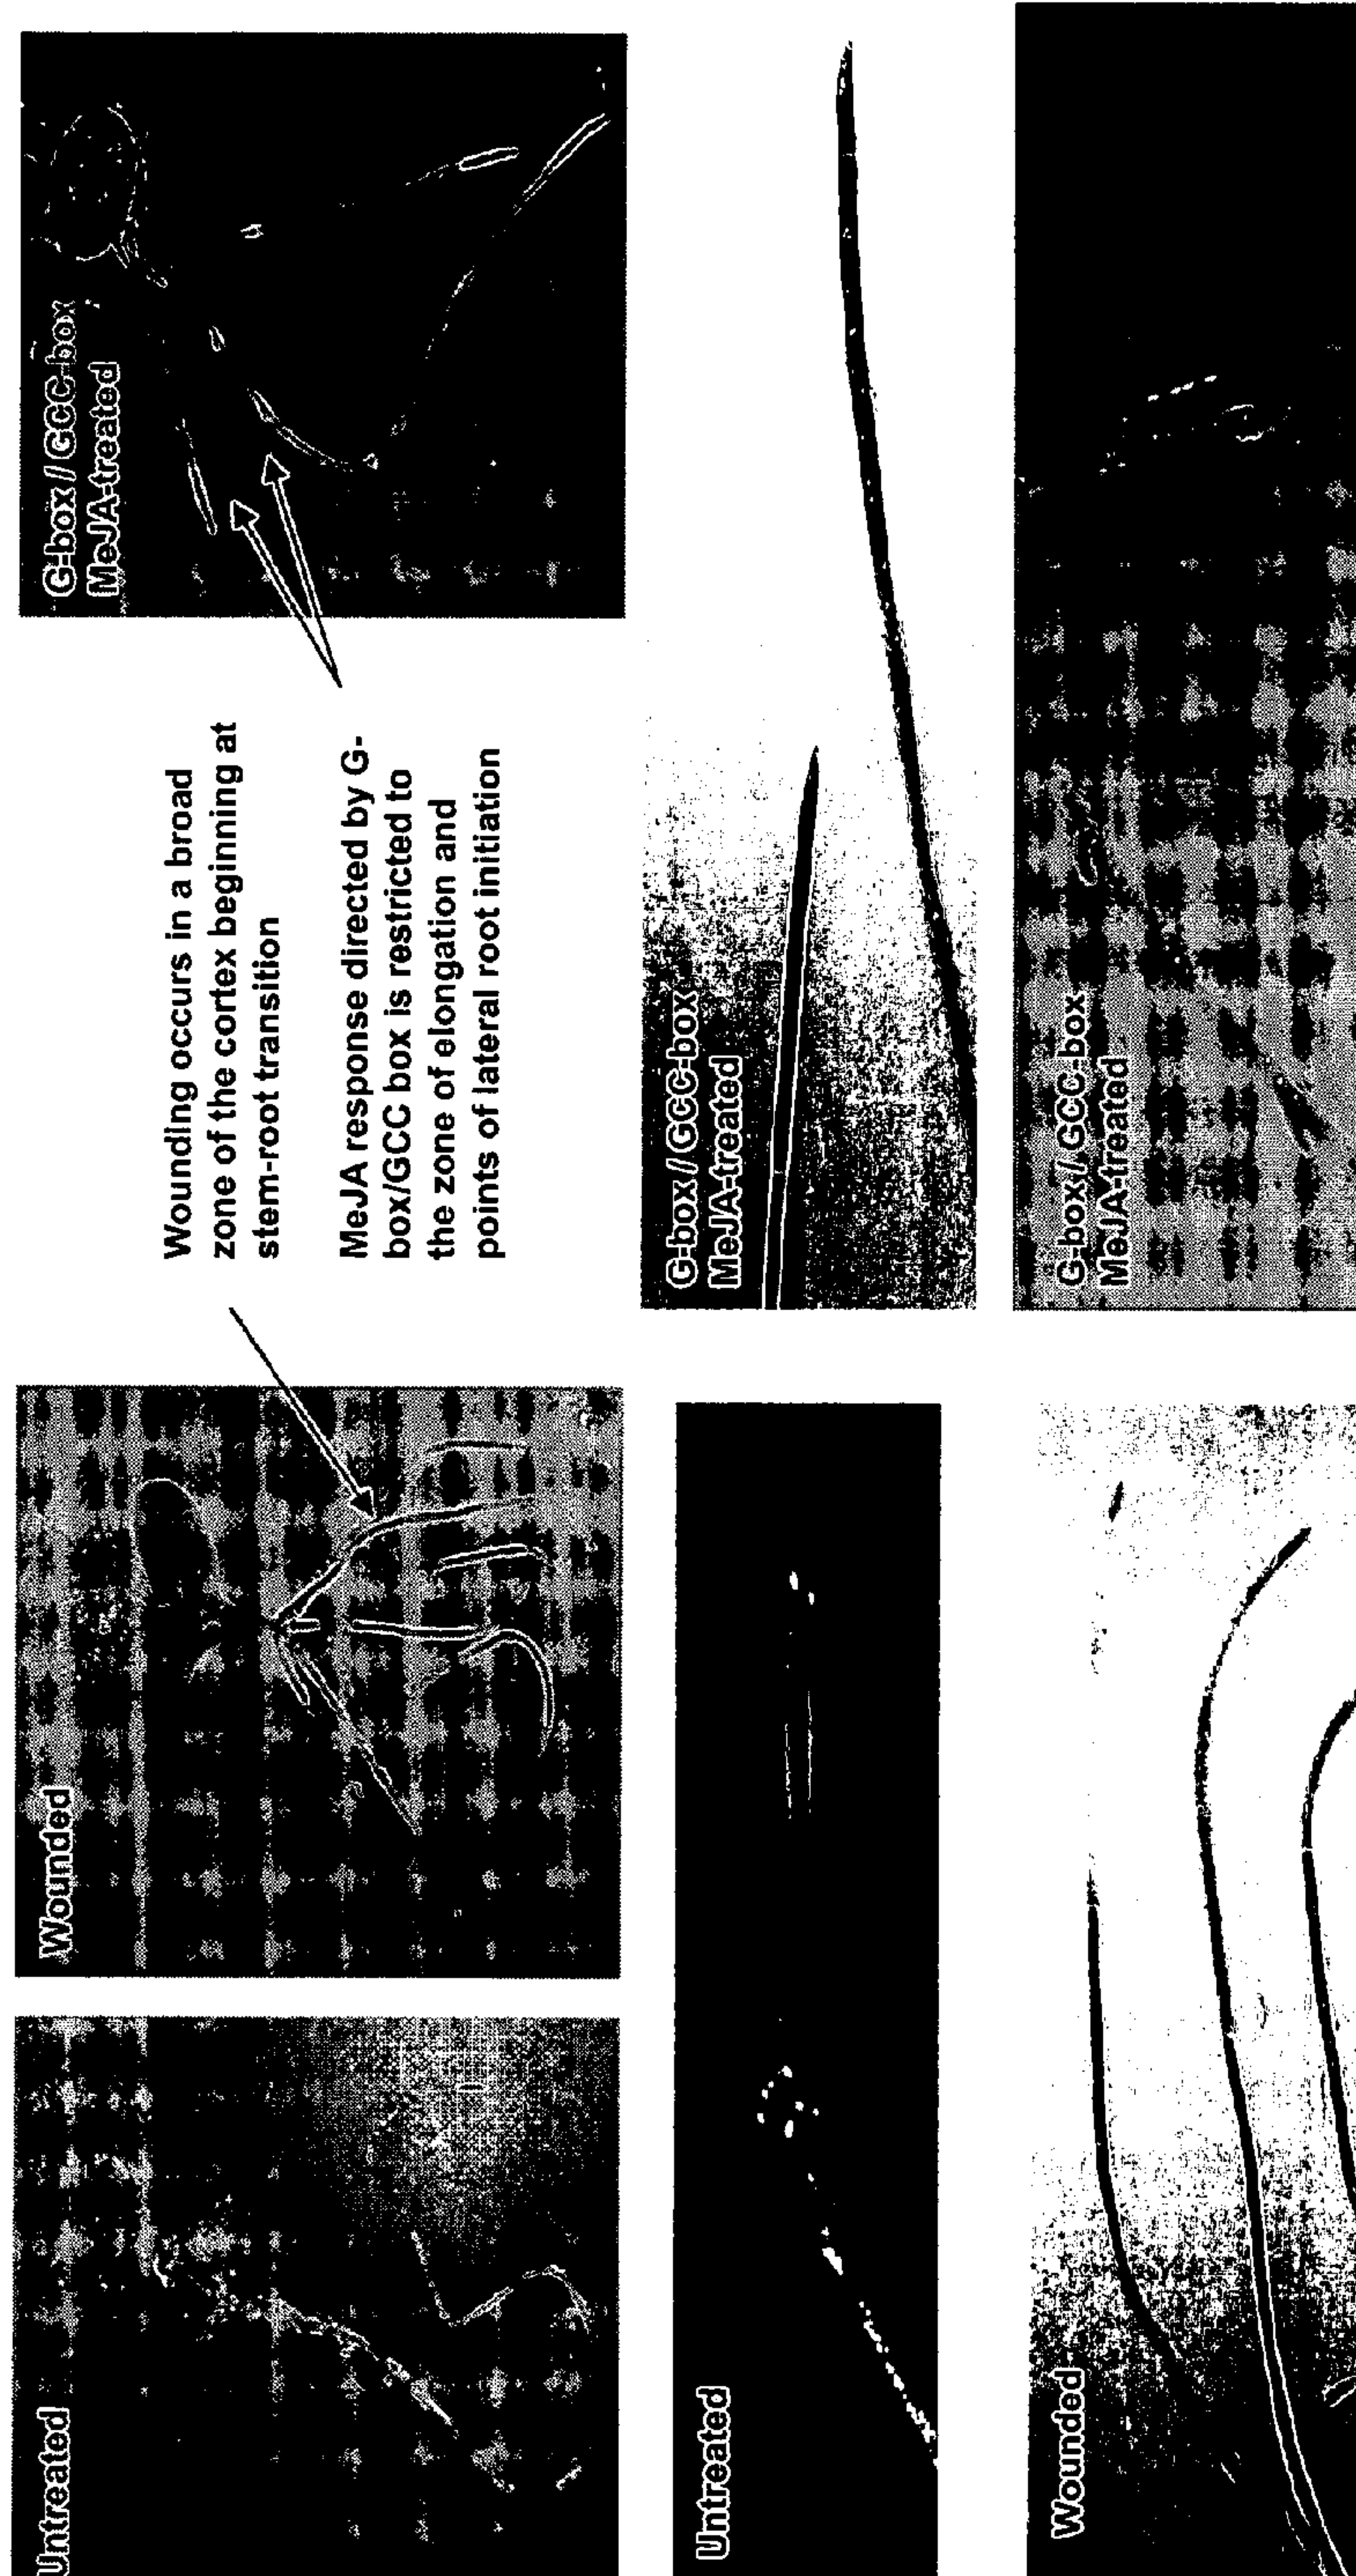 Untreated
Wounded
Wounding occurs in a broad
zone of the cortex beginning at
stem-root transition
MeJA response directed by G-
box/GCC box is restricted to
the zone of elongation and
points of lateral root initiation
G-box / GCC-box
MeJA-treated
Untreated
G-box / GCC-box
MeJA-treated
Wounded
G-box / GCC-box
MeJA-treated